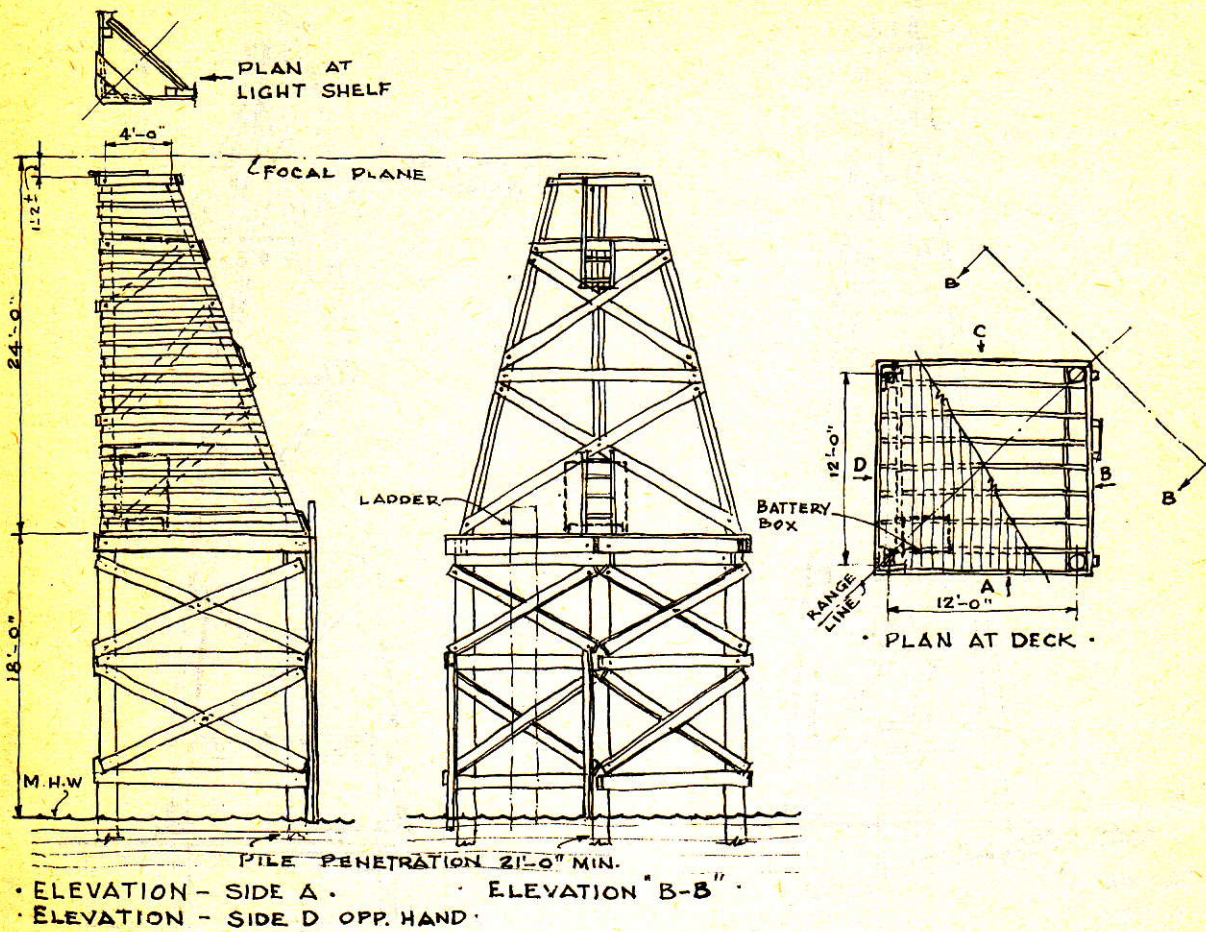 PLAN AT
LIGHT SHELF
4'-0"
FOCAL PLANE
1'-2"±
24'-0"
18'-0"
M.H.W
LADDER
PILE PENETRATION 21'-0" MIN.
· ELEVATION - SIDE A ·
· ELEVATION - SIDE D OPP. HAND ·
· ELEVATION "B-B" ·
B
C
12'-0"
D
B
B
BATTERY
BOX
A
RANGE
LINE
12'-0"
· PLAN AT DECK ·